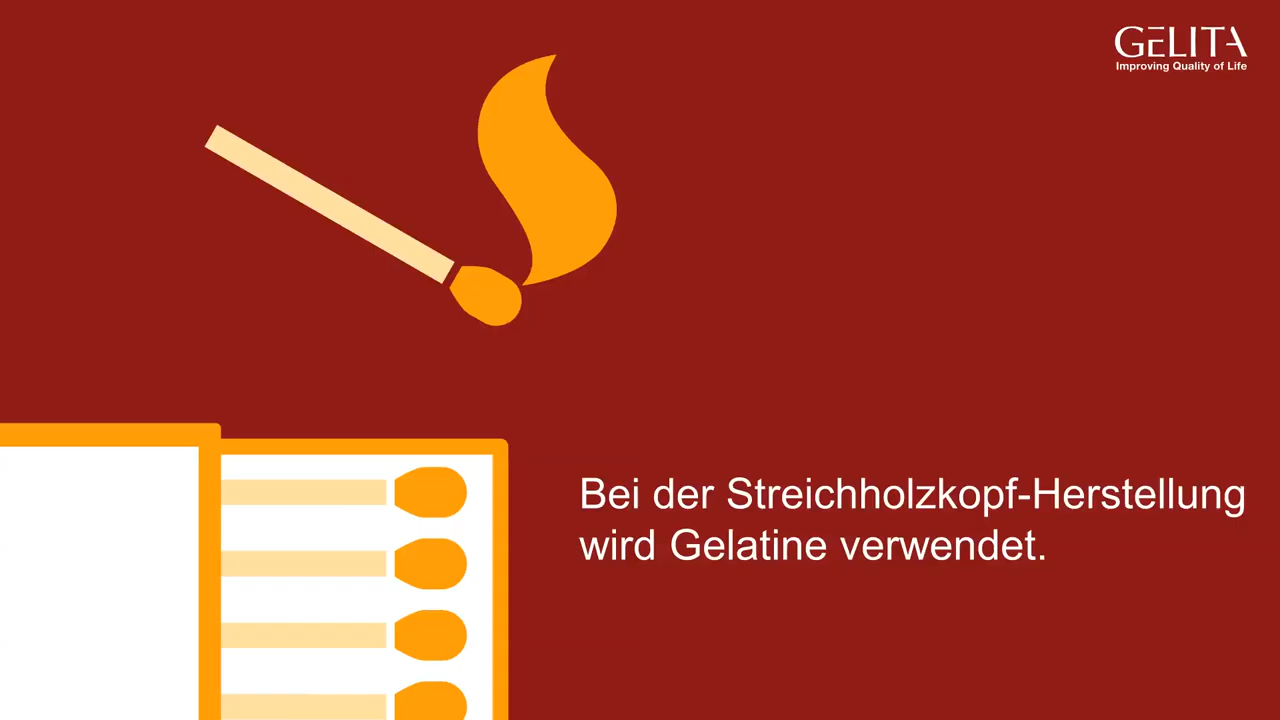 GELITA
Improving Quality of Life
Bei der Streichholzkopf-Herstellung
wird Gelatine verwendet.